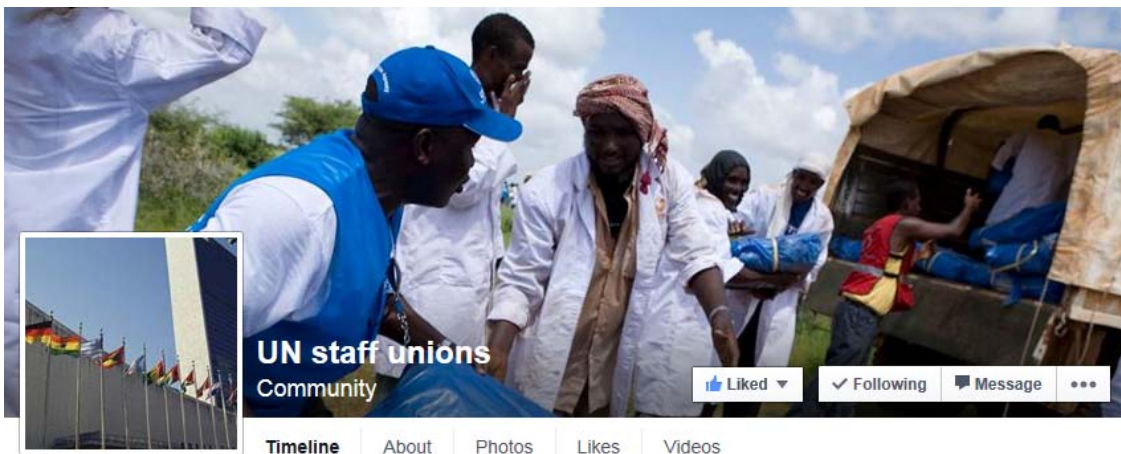 UN staff unions
Community
Liked
Following
Message
Timeline About Photos Likes Videos